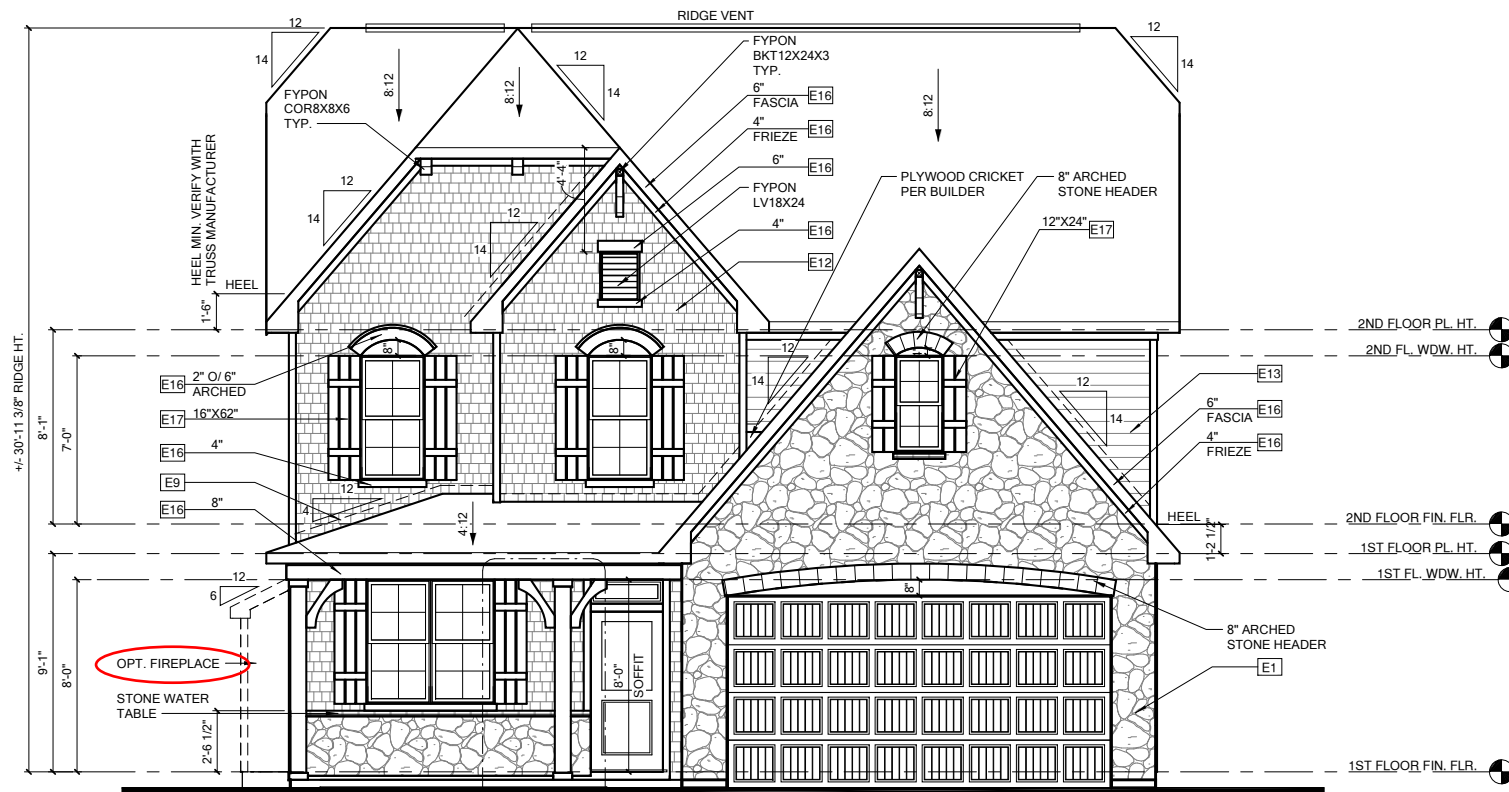 RIDGE VENT
12
14
12
14
12
14
8:12
8:12
8:12
FYPON
COR8X8X6
TYP.
FYPON
BKT12X24X3
TYP.
6"
FASCIA
E16
4"
FRIEZE
E16
6"
E16
FYPON
LV18X24
4"
E16
E12
PLYWOOD CRICKET
PER BUILDER
8" ARCHED
STONE HEADER
12"X24"
E17
HEEL MIN. VERIFY WITH
TRUSS MANUFACTURER
HEEL
1'-6"
12
14
12
14
4'-4"
+/- 30'-11 3/8" RIDGE HT.
8'-1"
7'-0"
2ND FLOOR PL. HT.
2ND FL. WDW. HT.
8"
8"
4"
12
14
12
14
E16
2" O/ 6"
ARCHED
E17
16"X62"
E16
4"
E9
E16
8"
12
4
4:12
E13
6"
FASCIA
E16
4"
FRIEZE
E16
HEEL
1'-2 1/2"
2ND FLOOR FIN. FLR.
1ST FLOOR PL. HT.
1ST FL. WDW. HT.
12
6
9'-1"
8'-0"
OPT. FIREPLACE
STONE WATER
TABLE
2'-6 1/2"
8'-0"
SOFFIT
8"
8" ARCHED
STONE HEADER
E1
1ST FLOOR FIN. FLR.